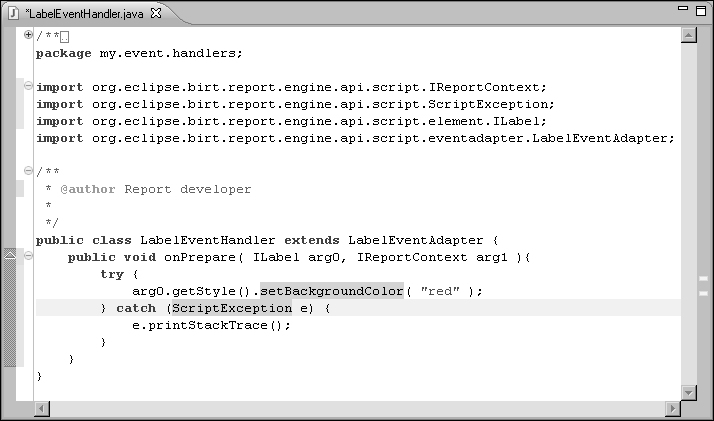 *LabelEventHandler.java
/**
package my.event.handlers;
import org.eclipse.birt.report.engine.api.script.IReportContext;
import org.eclipse.birt.report.engine.api.script.ScriptException;
import org.eclipse.birt.report.engine.api.script.element.ILabel;
import org.eclipse.birt.report.engine.api.script.eventadapter.LabelEventAdapter;
/**
 * @author Report developer
 *
 */
public class LabelEventHandler extends LabelEventAdapter {
    public void onPrepare( ILabel arg0, IReportContext arg1 ){
        try {
            arg0.getStyle().setBackgroundColor( "red" );
        } catch (ScriptException e) {
            e.printStackTrace();
        }
    }
}